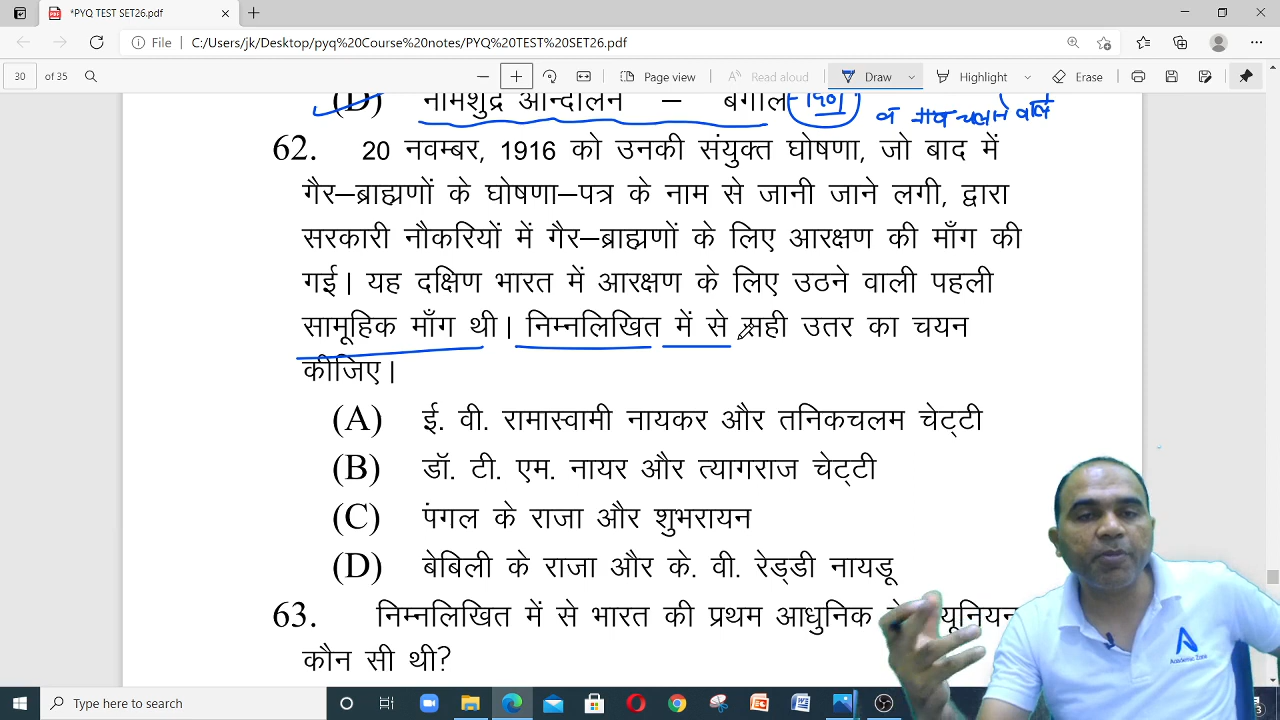 *PYQ TEST SET26.pdf
File C:/Users/jk/Desktop/pyq%20Course%20notes/PYQ%20TEST%20SET26.pdf
30 of 35 Page view Read aloud Draw Highlight Erase
(D) नामशुद्र आन्दोलन – बंगाल
62. 20 नवम्बर, 1916 को उनकी संयुक्त घोषणा, जो बाद में
गैर–ब्राह्मणों के घोषणा–पत्र के नाम से जानी जाने लगी, द्वारा
सरकारी नौकरियों में गैर–ब्राह्मणों के लिए आरक्षण की माँग की
गई। यह दक्षिण भारत में आरक्षण के लिए उठने वाली पहली
सामूहिक माँग थी। निम्नलिखित में से सही उतर का चयन
कीजिए।
(A) ई. वी. रामास्वामी नायकर और तनिकचलम चेट्टी
(B) डॉ. टी. एम. नायर और त्यागराज चेट्टी
(C) पंगल के राजा और शुभरायन
(D) बेबिली के राजा और के. वी. रेड्डी नायडू
63. निम्नलिखित में से भारत की प्रथम आधुनिक यूनियन
कौन सी थी?
Academic Zone
Type here to search